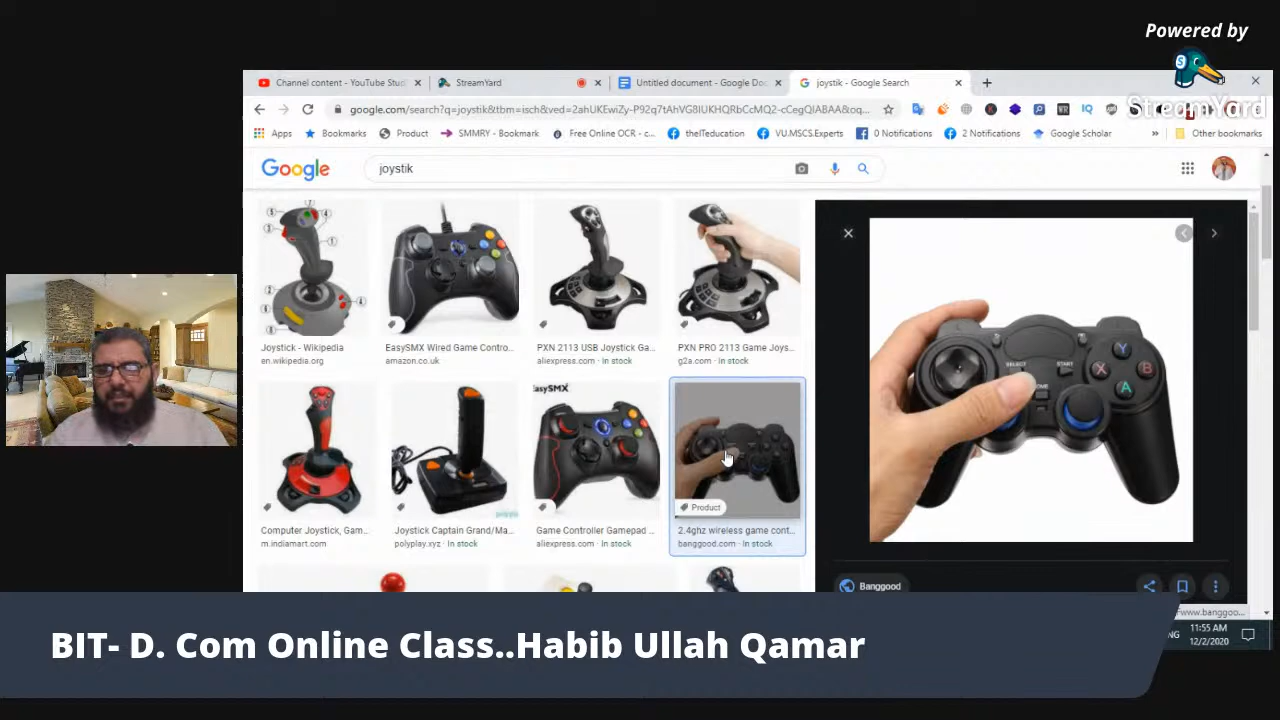 Powered by
StreamYard
Channel content - YouTube Stud
StreamYard
Untitled document - Google Doc
joystik - Google Search
google.com/search?q=joystik&tbm=isch&ved=
Apps
Bookmarks
Product
SMMRY - Bookmark
Free Online OCR - c...
theITeducation
VU.MSCS.Experts
0 Notifications
2 Notifications
Google Scholar
Other bookmarks
Google
joystik
Joystick - Wikipedia
en.wikipedia.org
EasySMX Wired Game Contro...
amazon.co.uk
PXN 2113 USB Joystick Ga...
aliexpress.com · In stock
PXN PRO 2113 Game Joys...
g2a.com · In stock
EasySMX
Product
Computer Joystick, Gam...
m.indiamart.com
Joystick Captain Grand/Ma...
polyplay.xyz · In stock
Game Controller Gamepad ...
aliexpress.com · In stock
2.4ghz wireless game cont...
banggood.com · In stock
SELECT
START
Y
X
B
A
Banggood
11:55 AM
12/2/2020
BIT- D. Com Online Class..Habib Ullah Qamar